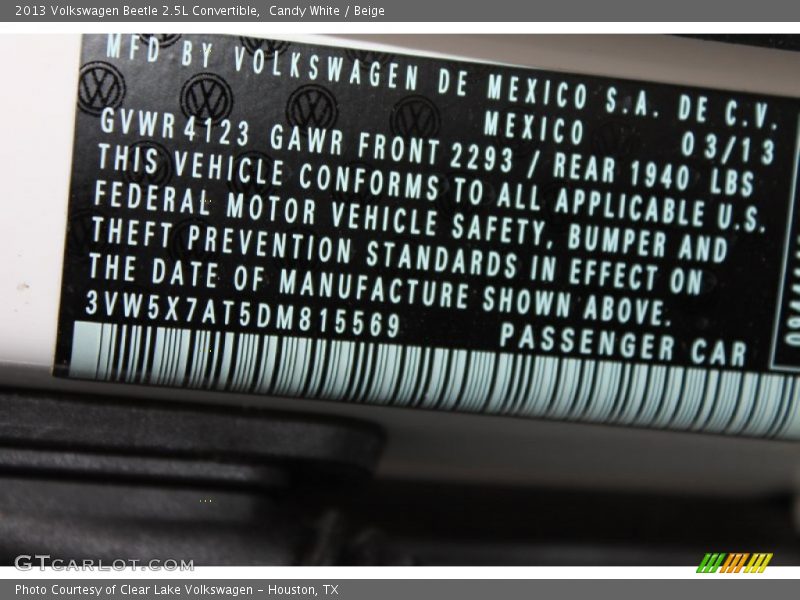 2013 Volkswagen Beetle 2.5L Convertible,  Candy White / Beige
MFD BY VOLKSWAGEN DE MEXICO S.A. DE C.V.
MEXICO 03/13
GVWR 4123 GAWR FRONT 2293 / REAR 1940 LBS
THIS VEHICLE CONFORMS TO ALL APPLICABLE U.S.
FEDERAL MOTOR VEHICLE SAFETY, BUMPER AND
THEFT PREVENTION STANDARDS IN EFFECT ON
THE DATE OF MANUFACTURE SHOWN ABOVE.
3VW5X7AT5DM815569 PASSENGER CAR
GTcarlot.com
Photo Courtesy of Clear Lake Volkswagen - Houston, TX